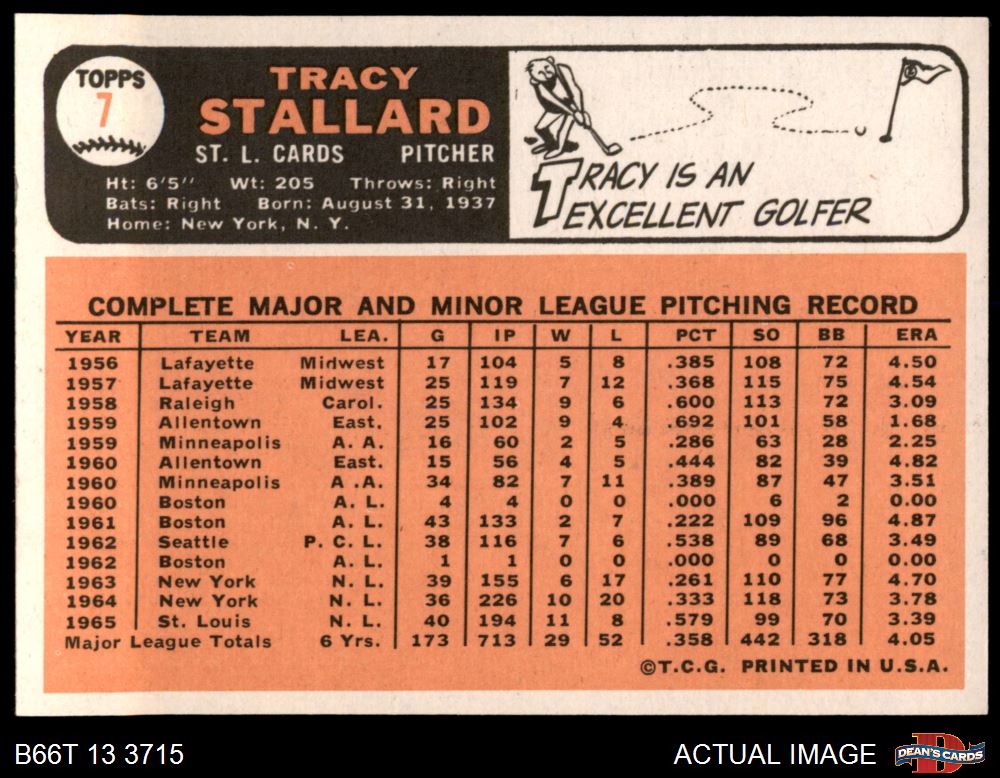 TOPPS
7
TRACY
STALLARD
ST. L. CARDS PITCHER
Ht: 6'5" Wt: 205 Throws: Right
Bats: Right Born: August 31, 1937
Home: New York, N. Y.
TRACY IS AN
EXCELLENT GOLFER
COMPLETE MAJOR AND MINOR LEAGUE PITCHING RECORD
YEAR TEAM LEA. G IP W L PCT SO BB ERA
1956 Lafayette Midwest 17 104 5 8 .385 108 72 4.50
1957 Lafayette Midwest 25 119 7 12 .368 115 75 4.54
1958 Raleigh Carol. 25 134 9 6 .600 113 72 3.09
1959 Allentown East. 25 102 9 4 .692 101 58 1.68
1959 Minneapolis A. A. 16 60 2 5 .286 63 28 2.25
1960 Allentown East. 15 56 4 5 .444 82 39 4.82
1960 Minneapolis A .A. 34 82 7 11 .389 87 47 3.51
1960 Boston A. L. 4 4 0 0 .000 6 2 0.00
1961 Boston A. L. 43 133 2 7 .222 109 96 4.87
1962 Seattle P. C. L. 38 116 7 6 .538 89 68 3.49
1962 Boston A. L. 1 1 0 0 .000 0 0 0.00
1963 New York N. L. 39 155 6 17 .261 110 77 4.70
1964 New York N. L. 36 226 10 20 .333 118 73 3.78
1965 St. Louis N. L. 40 194 11 8 .579 99 70 3.39
Major League Totals 6 Yrs. 173 713 29 52 .358 442 318 4.05
©T.C.G. PRINTED IN U.S.A.
B66T 13 3715 ACTUAL IMAGE DEAN'S CARDS